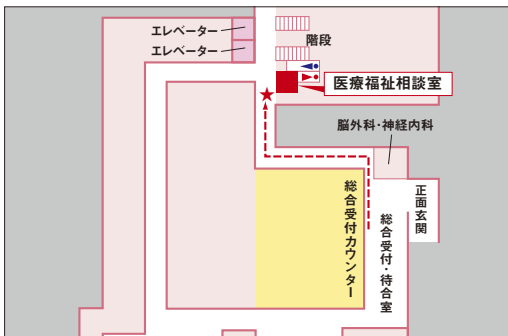 エレベーター
エレベーター
階段
医療福祉相談室
脳外科・神経内科
正面玄関
総合受付カウンター
総合受付・待合室